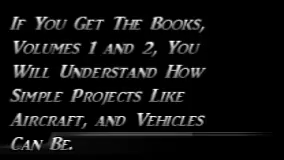 If You Get The Books,
Volumes 1 and 2, You
Will Understand How
Simple Projects Like
Aircraft, and Vehicles
Can Be.